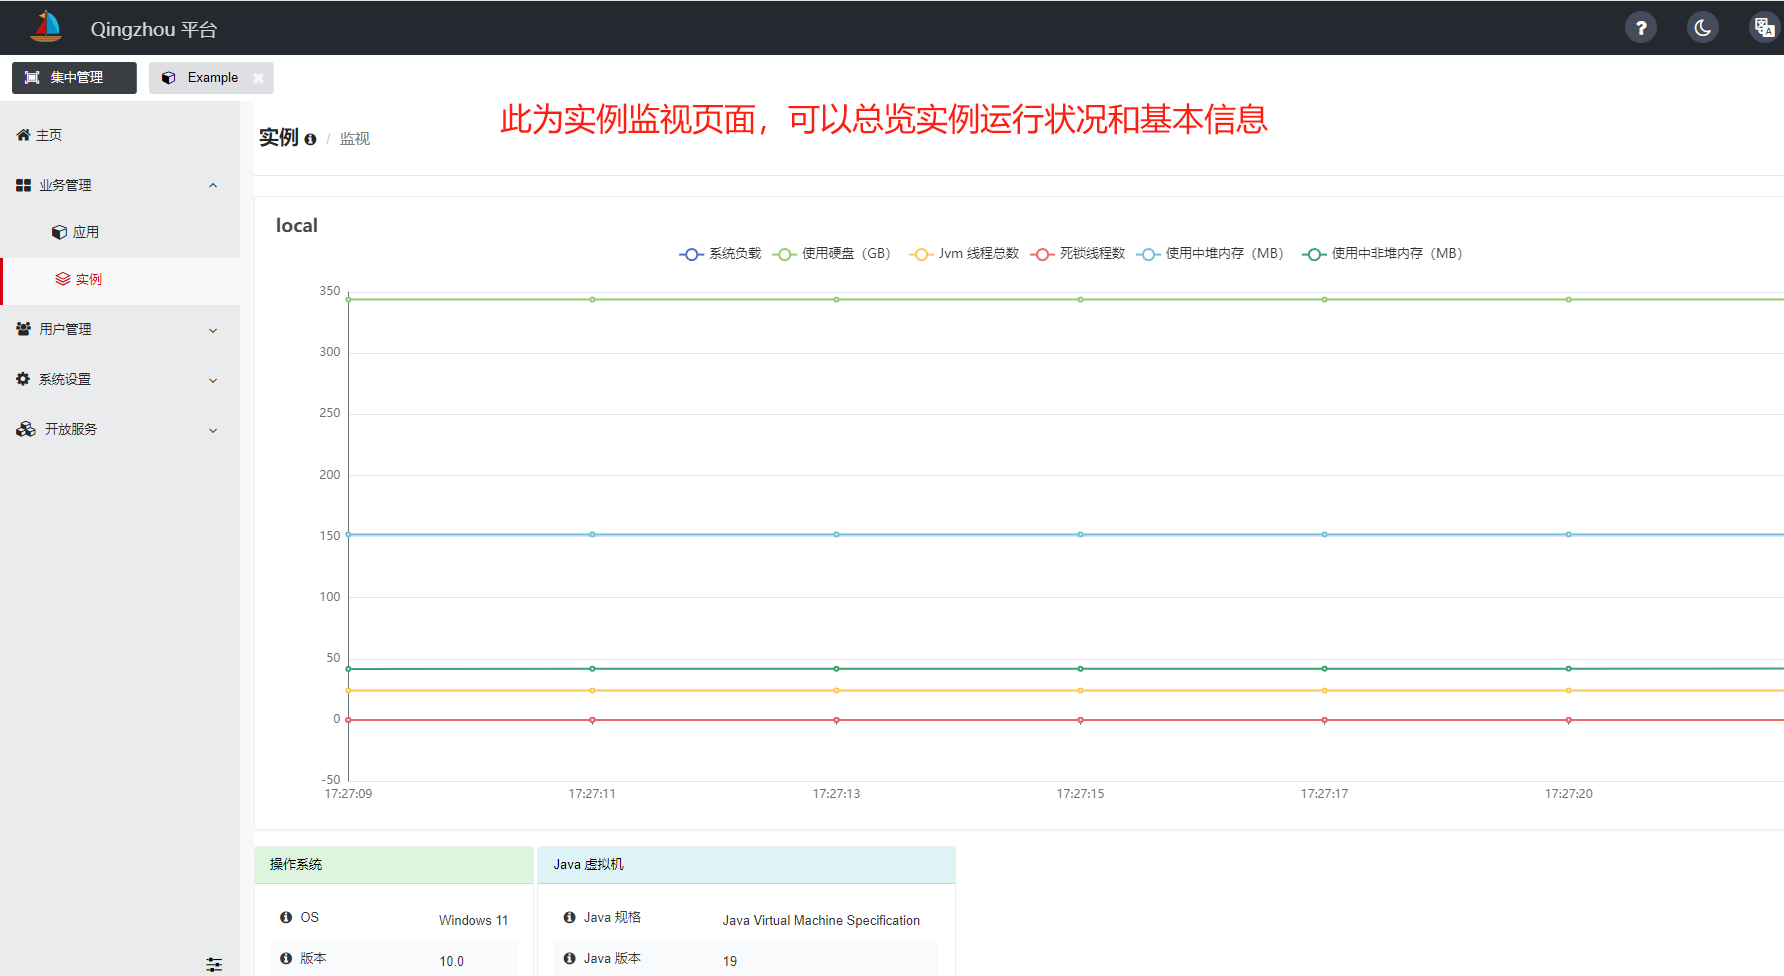 Qingzhou 平台
?
集中管理
Example
主页
业务管理
应用
实例
用户管理
系统设置
开放服务
此为实例监视页面，可以总览实例运行状况和基本信息
实例 / 监视
local
系统负载
使用硬盘（GB）
Jvm 线程总数
死锁线程数
使用中堆内存（MB）
使用中非堆内存（MB）
350
300
250
200
150
100
50
0
-50
17:27:09
17:27:11
17:27:13
17:27:15
17:27:17
17:27:20
操作系统
OS Windows 11
版本 10.0
Java 虚拟机
Java 规格 Java Virtual Machine Specification
Java 版本 19